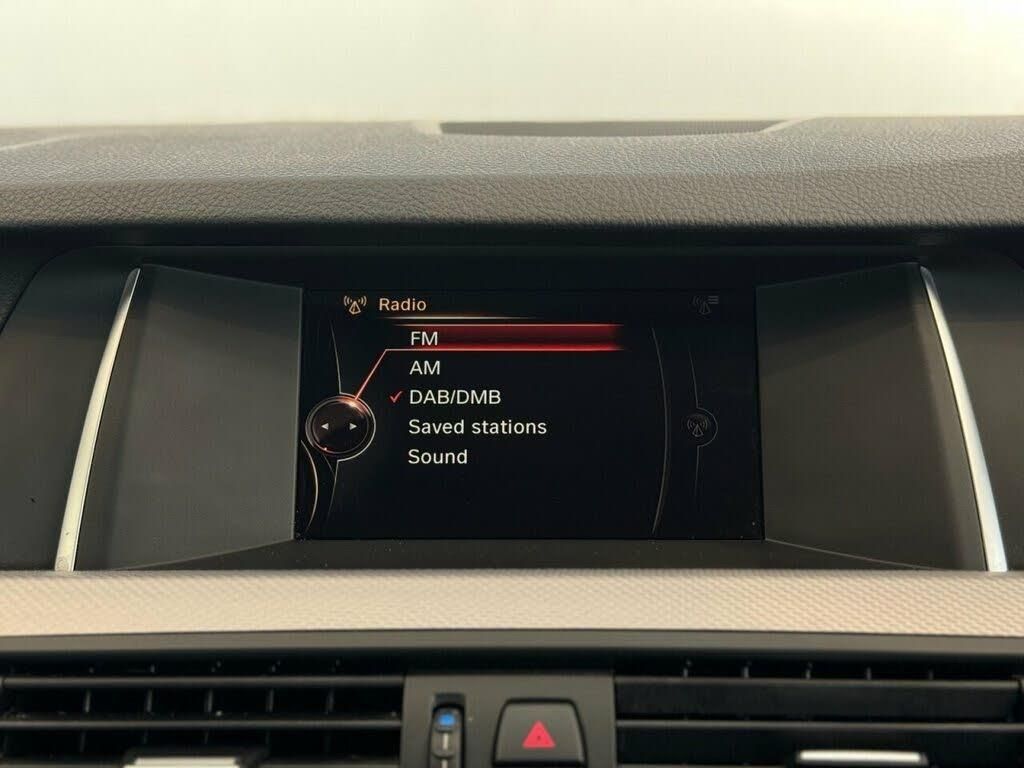 Radio
FM
AM
DAB/DMB
Saved stations
Sound